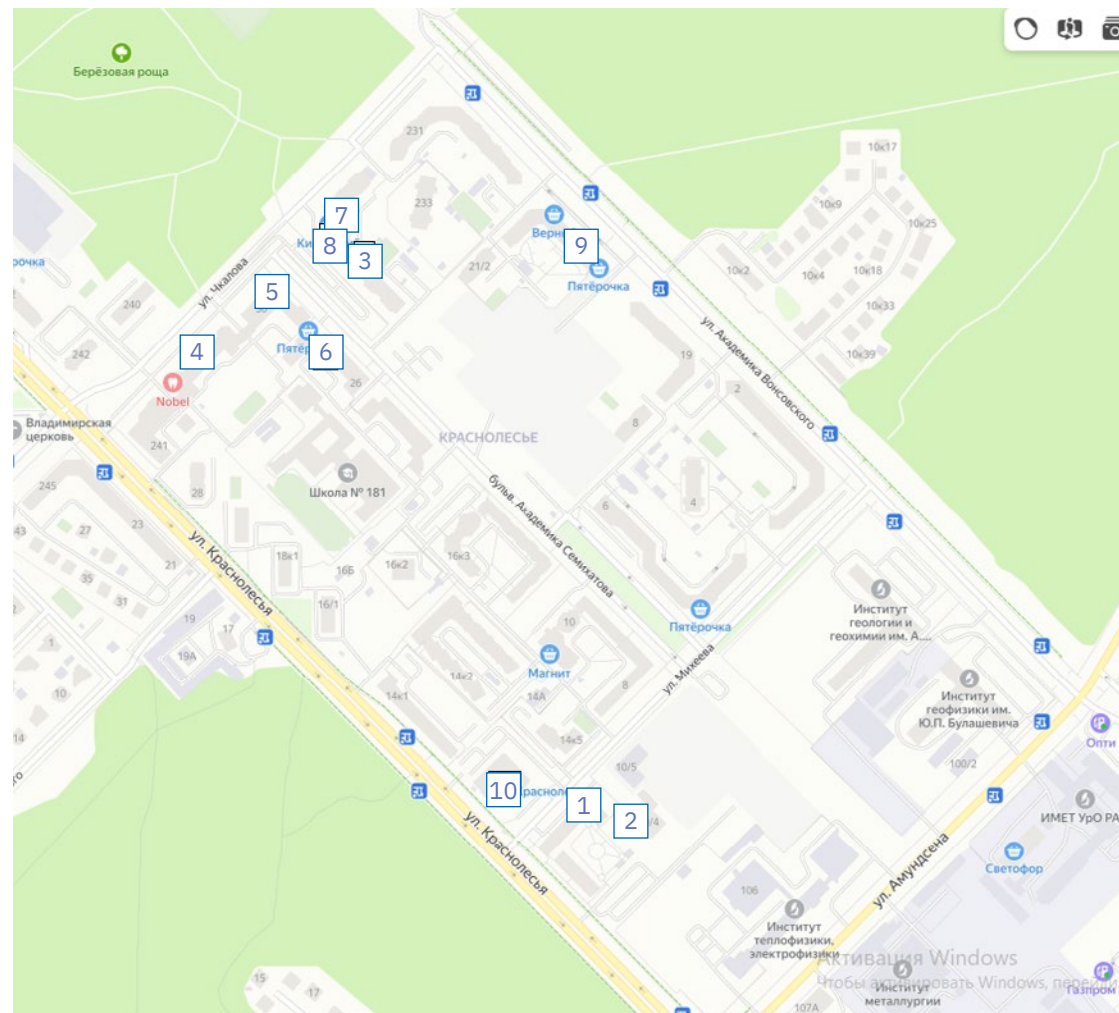 Берёзовая роща
231
10к17
233
7
10к9
10к25
8
3
9
рочка
21/2
10к2
10к4
10к18
Пятёрочка
5
ул. Чкалова
240
10к33
4
6
242
19
10к39
26
2
ул. Академика Вонсовского
Nobel
Владимирская
церковь
8
241
КРАСНОЛЕСЬЕ
245
28
Школа № 181
бульв. Академика Семихатова
6
4
43
27
23
21
ул. Краснолесья
18к1
16Б
16к2
16к3
35
31
16/1
19
17
19А
1
10
Пятёрочка
Институт
геологии и
геохимии им. А....
10
14
14к1
14к2
Магнит
14А
8
ул. Михеева
Институт
геофизики им.
Ю.П. Булашевича
Опти
14к5
10/5
100/2
10
1
2
/4
ул. Краснолесья
ИМЕТ УрО РА
Светофор
ул. Амундсена
106
Институт
теплофизики,
электрофизики
Активация Windows
Чтобы активировать Windows, перейди
15
17
Институт
металлургии
107А
Газпром